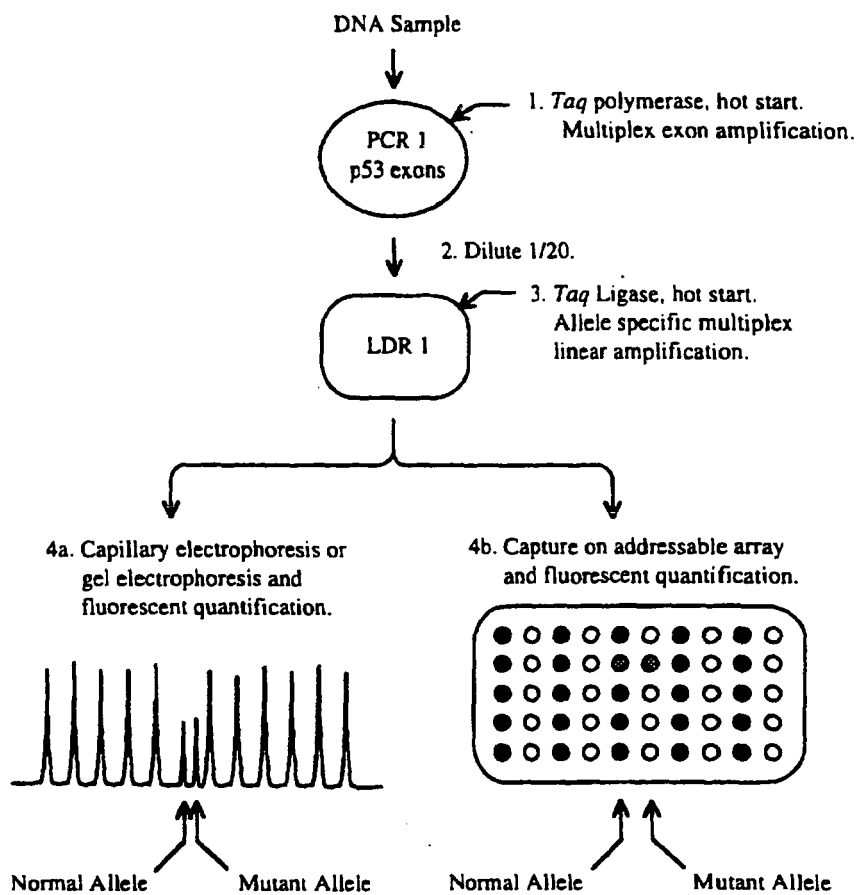 DNA Sample
1. Taq polymerase, hot start.
Multiplex exon amplification.
PCR 1
p53 exons
2. Dilute 1/20.
3. Taq Ligase, hot start.
Allele specific multiplex
linear amplification.
LDR 1
4a. Capillary electrophoresis or
gel electrophoresis and
fluorescent quantification.
4b. Capture on addressable array
and fluorescent quantification.
Normal Allele
Mutant Allele
Normal Allele
Mutant Allele